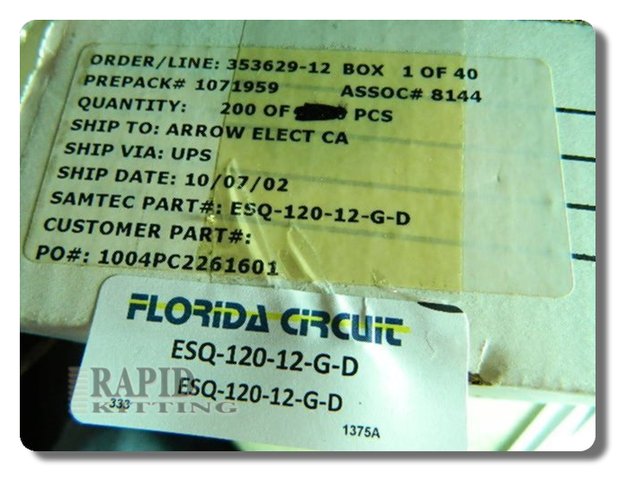 ORDER/LINE: 353629-12 BOX 1 OF 40
PREPACK# 1071959 ASSOC# 8144
QUANTITY: 200 OF PCS
SHIP TO: ARROW ELECT CA
SHIP VIA: UPS
SHIP DATE: 10/07/02
SAMTEC PART#: ESQ-120-12-G-D
CUSTOMER PART#:
PO#: 1004PC2261601
FLORIDA CIRCUIT
ESQ-120-12-G-D
ESQ-120-12-G-D
RAPID
KITTING
333
1375A